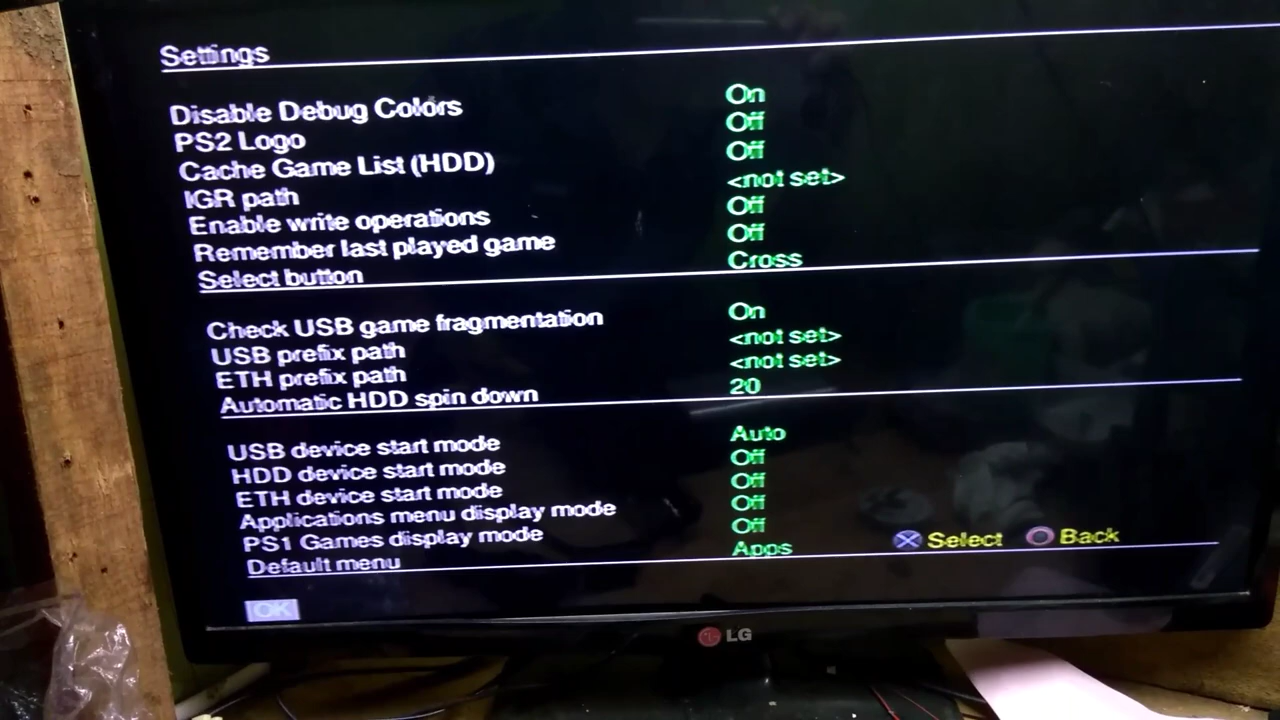 Settings
Disable Debug Colors On
PS2 Logo Off
Cache Game List (HDD) Off
IGR path <not set>
Enable write operations Off
Remember last played game Off
Select button Cross
Check USB game fragmentation On
USB prefix path <not set>
ETH prefix path <not set>
Automatic HDD spin down 20
USB device start mode Auto
HDD device start mode Off
ETH device start mode Off
Applications menu display mode Off
PS1 Games display mode Off
Default menu Apps
Select Back
OK
LG